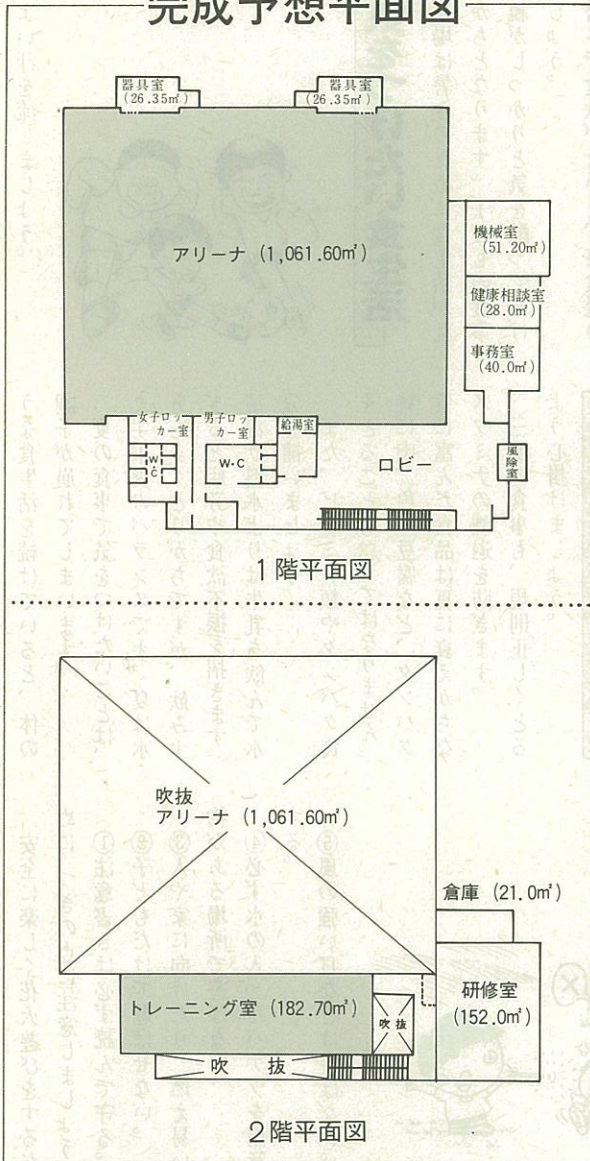 完成予想平面図
器具室
(26.35㎡)
器具室
(26.35㎡)
アリーナ (1,061.60㎡)
機械室
(51.20㎡)
健康相談室
(28.0㎡)
事務室
(40.0㎡)
女子ロッカー室
男子ロッカー室
給湯室
W・C
W・C
ロビー
風除室
1階平面図
吹抜
アリーナ (1,061.60㎡)
倉庫 (21.0㎡)
トレーニング室 (182.70㎡)
吹抜
研修室
(152.0㎡)
吹 抜
2階平面図